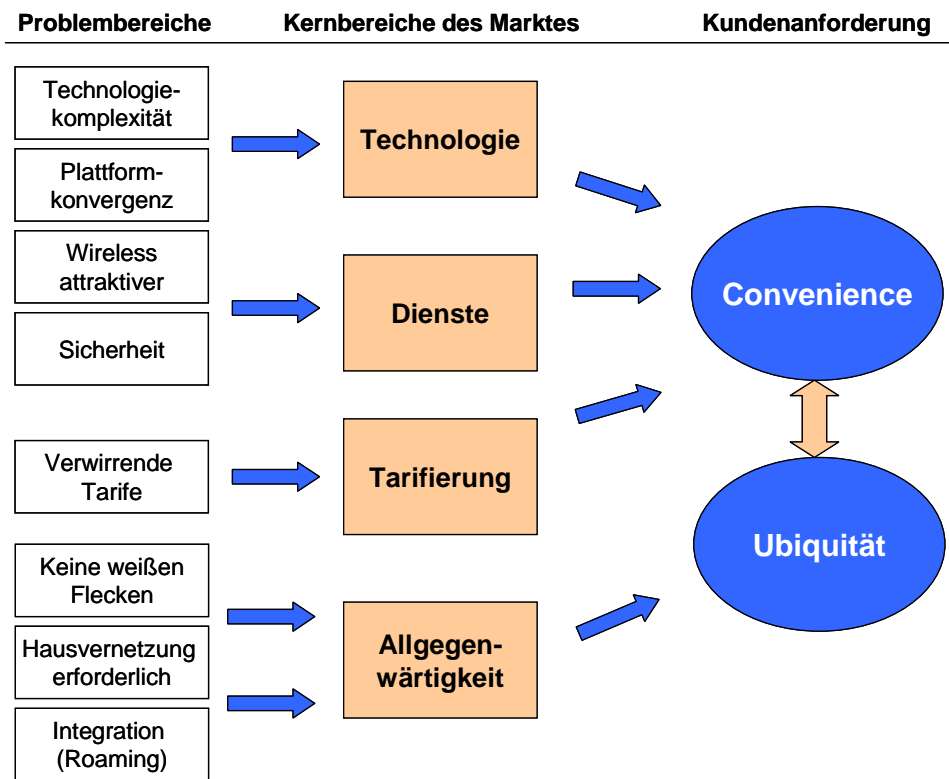 Problembereiche
Kernbereiche des Marktes
Kundenanforderung
Technologie-
komplexität
Plattform-
konvergenz
Wireless
attraktiver
Sicherheit
Verwirrende
Tarife
Keine weißen
Flecken
Hausvernetzung
erforderlich
Integration
(Roaming)
Technologie
Dienste
Tarifierung
Allgegen-
wärtigkeit
Convenience
Ubiquität